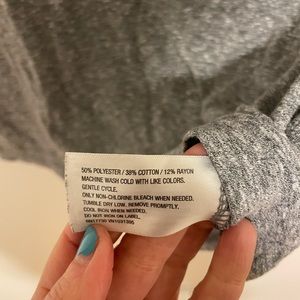 50% POLYESTER / 38% COTTON / 12% RAYON
MACHINE WASH COLD WITH LIKE COLORS.
GENTLE CYCLE.
ONLY NON-CHLORINE BLEACH WHEN NEEDED.
TUMBLE DRY LOW. REMOVE PROMPTLY.
COOL IRON WHEN NEEDED.
DO NOT IRON ON LABEL.